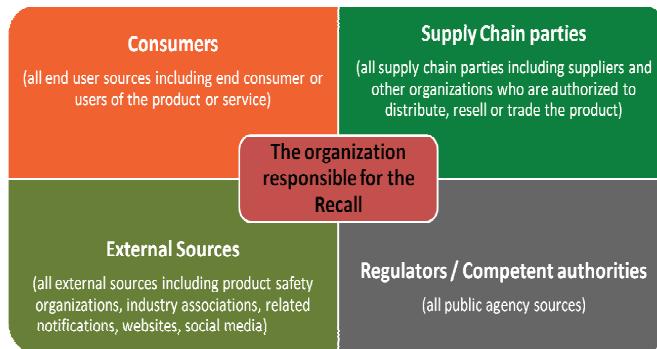 Consumers
(all end user sources including end consumer or
users of the product or service)
Supply Chain parties
(all supply chain parties including suppliers and
other organizations who are authorized to
distribute, resell or trade the product)
The organization
responsible for the
Recall
External Sources
(all external sources including product safety
organizations, industry associations, related
notifications, websites, social media)
Regulators / Competent authorities
(all public agency sources)